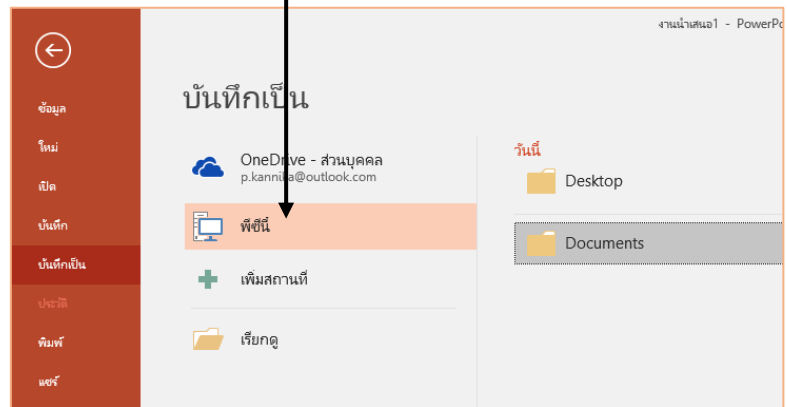 งานนำเสนอ1 - PowerPo
ข้อมูล
ใหม่
เปิด
บันทึก
บันทึกเป็น
ประวัติ
พิมพ์
แชร์
บันทึกเป็น
OneDrive - ส่วนบุคคล
p.kannika@outlook.com
พีซีนี้
เพิ่มสถานที่
เรียกดู
วันนี้
Desktop
Documents